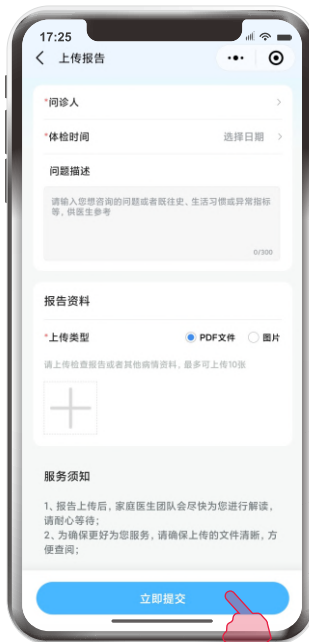 17:25
上传报告
*问诊人
*体检时间 选择日期
问题描述
请输入您想咨询的问题或者既往史、生活习惯或异常指标
等，供医生参考
0/300
报告资料
*上传类型 PDF文件 图片
请上传检查报告或者其他病情资料，最多可上传10张
服务须知
1、报告上传后，家庭医生团队会尽快为您进行解读，
请耐心等待；
2、为确保更好为您服务，请确保上传的文件清晰，方
便查阅；
立即提交